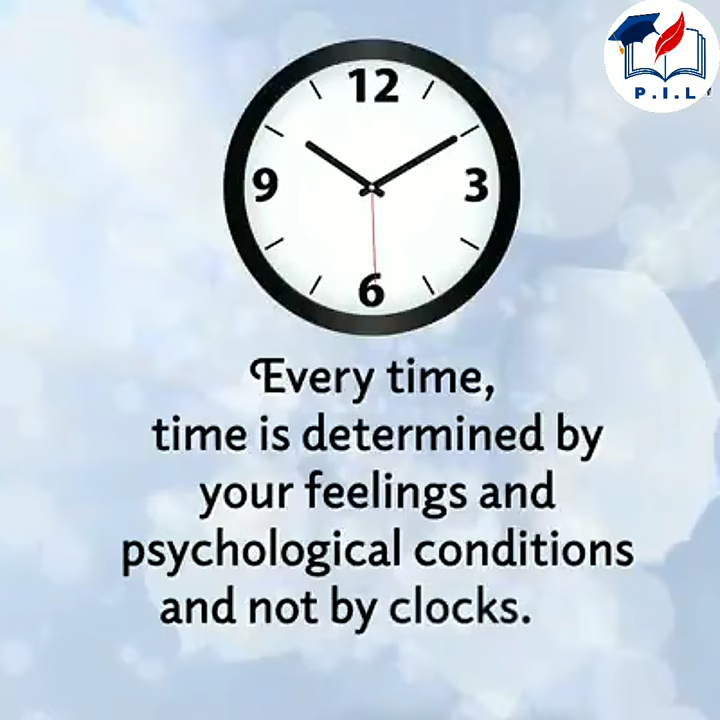 P.I.L
12
9
3
6
Every time,
time is determined by
your feelings and
psychological conditions
and not by clocks.